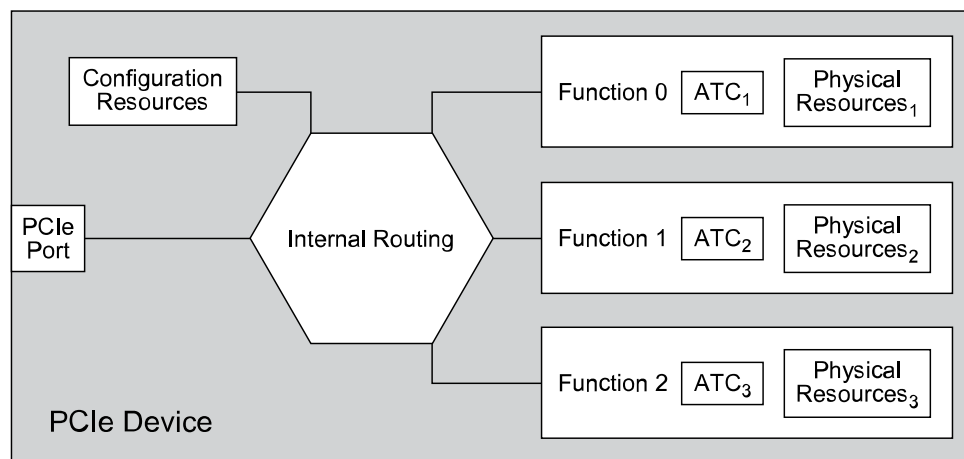 Configuration
Resources
PCIe
Port
Internal Routing
Function 0
ATC₁
Physical
Resources₁
Function 1
ATC₂
Physical
Resources₂
Function 2
ATC₃
Physical
Resources₃
PCIe Device